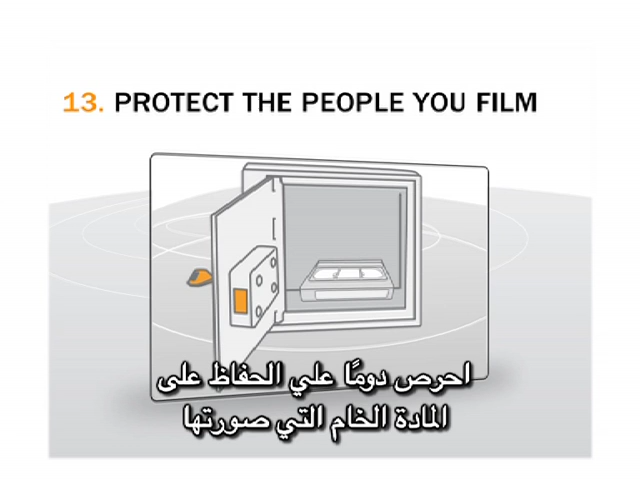 13. PROTECT THE PEOPLE YOU FILM
احرص دومًا علي الحفاظ على
المادة الخام التي صورتها